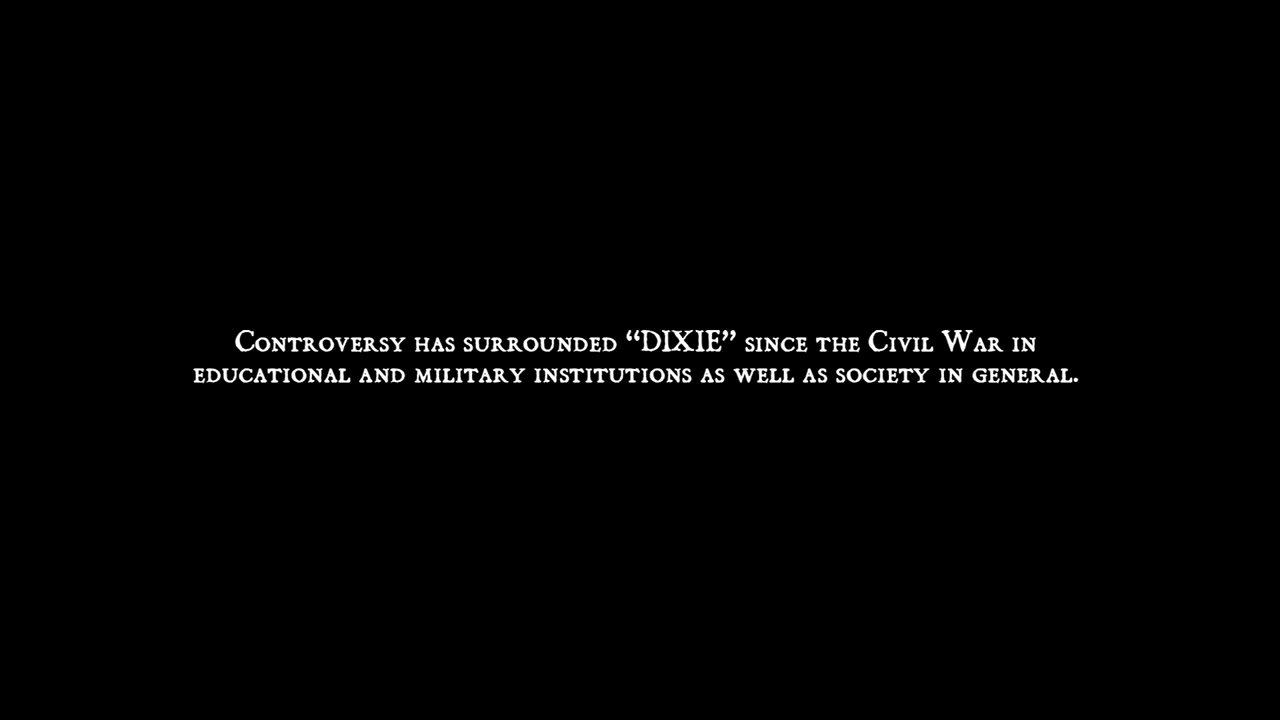 Controversy has surrounded “DIXIE” since the Civil War in
educational and military institutions as well as society in general.